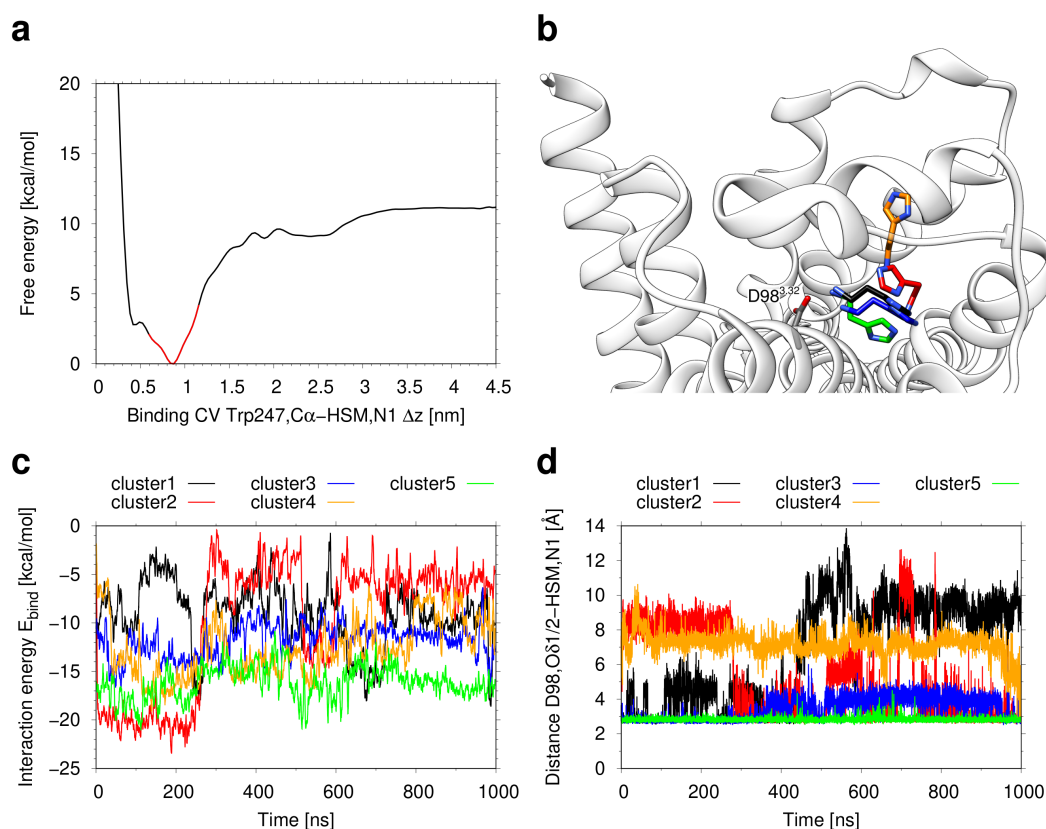 a
20
15
10
5
0
Free energy [kcal/mol]
0 0.5 1 1.5 2 2.5 3 3.5 4 4.5
Binding CV Trp247,Cα−HSM,N1 Δz [nm]
b
D98^3.32
c
cluster1 cluster3 cluster5
cluster2 cluster4
0
−5
−10
−15
−20
−25
Interaction energy E_bind [kcal/mol]
0 200 400 600 800 1000
Time [ns]
d
cluster1 cluster3 cluster5
cluster2 cluster4
14
12
10
8
6
4
2
0
Distance D98,Oδ1/2−HSM,N1 [Å]
0 200 400 600 800 1000
Time [ns]